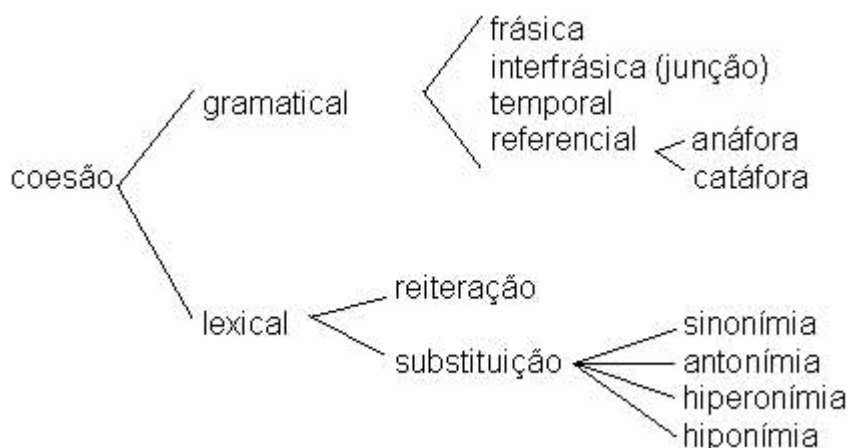 frásica
interfrásica (junção)
gramatical
temporal
referencial
anáfora
coesão
catáfora
reiteração
lexical
sinonímia
substituição
antonímia
hiperonímia
hiponímia